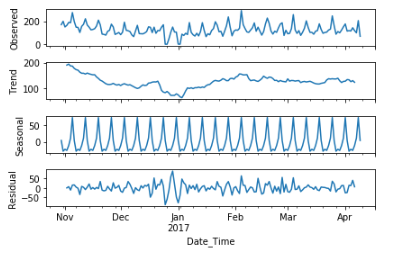 Observed
200
0
Trend
200
100
Seasonal
50
0
Residual
50
0
−50
Nov Dec Jan Feb Mar Apr
2017
Date_Time